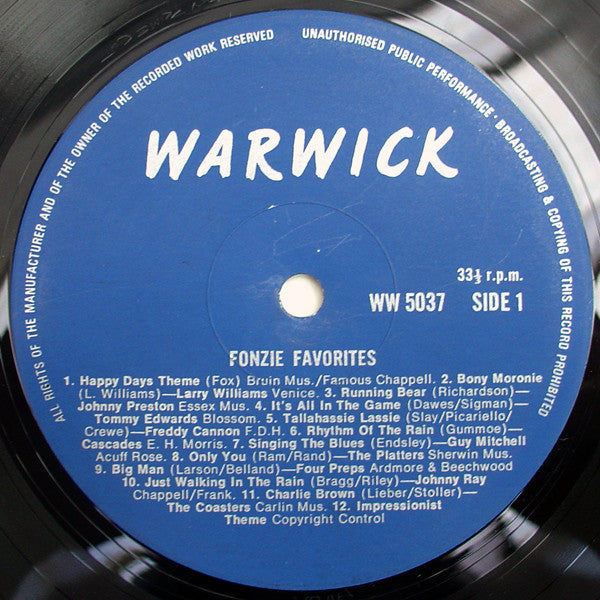 ALL RIGHTS OF THE MANUFACTURER AND OF THE OWNER OF THE RECORDED WORK RESERVED
UNAUTHORISED PUBLIC PERFORMANCE · BROADCASTING & COPYING OF THIS RECORD PROHIBITED
WARWICK
33⅓ r.p.m.
WW 5037 SIDE 1
FONZIE FAVORITES
1. Happy Days Theme (Fox) Bruin Mus./Famous Chappell. 2. Bony Moronie
(L. Williams)—Larry Williams Venice. 3. Running Bear (Richardson)—
Johnny Preston Essex Mus. 4. It's All In The Game (Dawes/Sigman)—
Tommy Edwards Blossom. 5. Tallahassie Lassie (Slay/Picariello/
Crewe)—Freddy Cannon F.D.H. 6. Rhythm Of The Rain (Gummoe)—
Cascades E. H. Morris. 7. Singing The Blues (Endsley)—Guy Mitchell
Acuff Rose. 8. Only You (Ram/Rand)—The Platters Sherwin Mus.
9. Big Man (Larson/Belland)—Four Preps Ardmore & Beechwood
10. Just Walking In The Rain (Bragg/Riley)—Johnny Ray
Chappell/Frank. 11. Charlie Brown (Lieber/Stoller)—
The Coasters Carlin Mus. 12. Impressionist
Theme Copyright Control